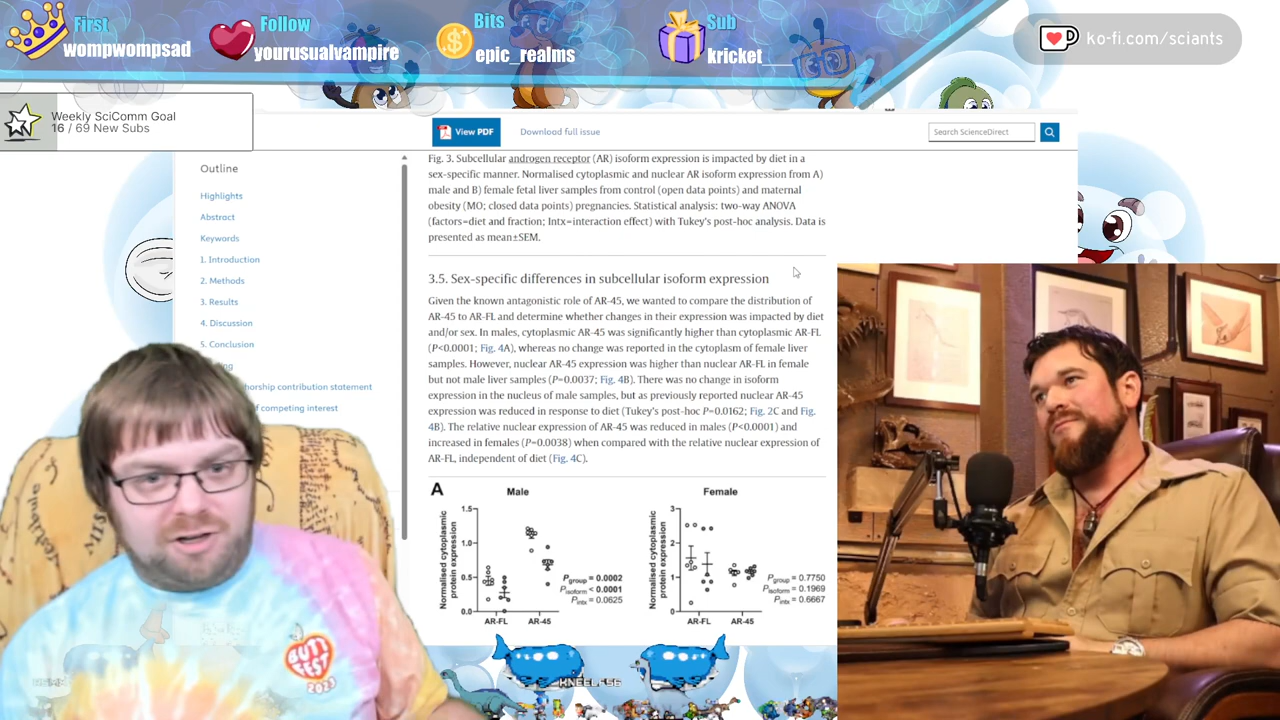 First
wompwompsad
Follow
yourusualvampire
Bits
epic_realms
Sub
kricket____
ko-fi.com/sciants
Weekly SciComm Goal
16 / 69 New Subs
View PDF
Download full issue
Search ScienceDirect
Outline
Highlights
Abstract
Keywords
1. Introduction
2. Methods
3. Results
4. Discussion
5. Conclusion
horship contribution statement
of competing interest
Fig. 3. Subcellular androgen receptor (AR) isoform expression is impacted by diet in a
sex-specific manner. Normalised cytoplasmic and nuclear AR isoform expression from A)
male and B) female fetal liver samples from control (open data points) and maternal
obesity (MO; closed data points) pregnancies. Statistical analysis: two-way ANOVA
(factors=diet and fraction; Intx=interaction effect) with Tukey's post-hoc analysis. Data is
presented as mean±SEM.
3.5. Sex-specific differences in subcellular isoform expression
Given the known antagonistic role of AR-45, we wanted to compare the distribution of
AR-45 to AR-FL and determine whether changes in their expression was impacted by diet
and/or sex. In males, cytoplasmic AR-45 was significantly higher than cytoplasmic AR-FL
(P<0.0001; Fig. 4A), whereas no change was reported in the cytoplasm of female liver
samples. However, nuclear AR-45 expression was higher than nuclear AR-FL in female
but not male liver samples (P=0.0037; Fig. 4B). There was no change in isoform
expression in the nucleus of male samples, but as previously reported nuclear AR-45
expression was reduced in response to diet (Tukey's post-hoc P=0.0162; Fig. 2C and Fig.
4B). The relative nuclear expression of AR-45 was reduced in males (P<0.0001) and
increased in females (P=0.0038) when compared with the relative nuclear expression of
AR-FL, independent of diet (Fig. 4C).
A
Male
Normalised cytoplasmic
protein expression
1.5
1.0
0.5
0.0
AR-FL AR-45
Pgroup = 0.0002
Pisoform < 0.0001
Pintx = 0.0625
Female
Normalised cytoplasmic
protein expression
3
2
1
0
AR-FL AR-45
Pgroup = 0.7750
Pisoform = 0.1969
Pintx = 0.6667
BUTT
FEST
2023